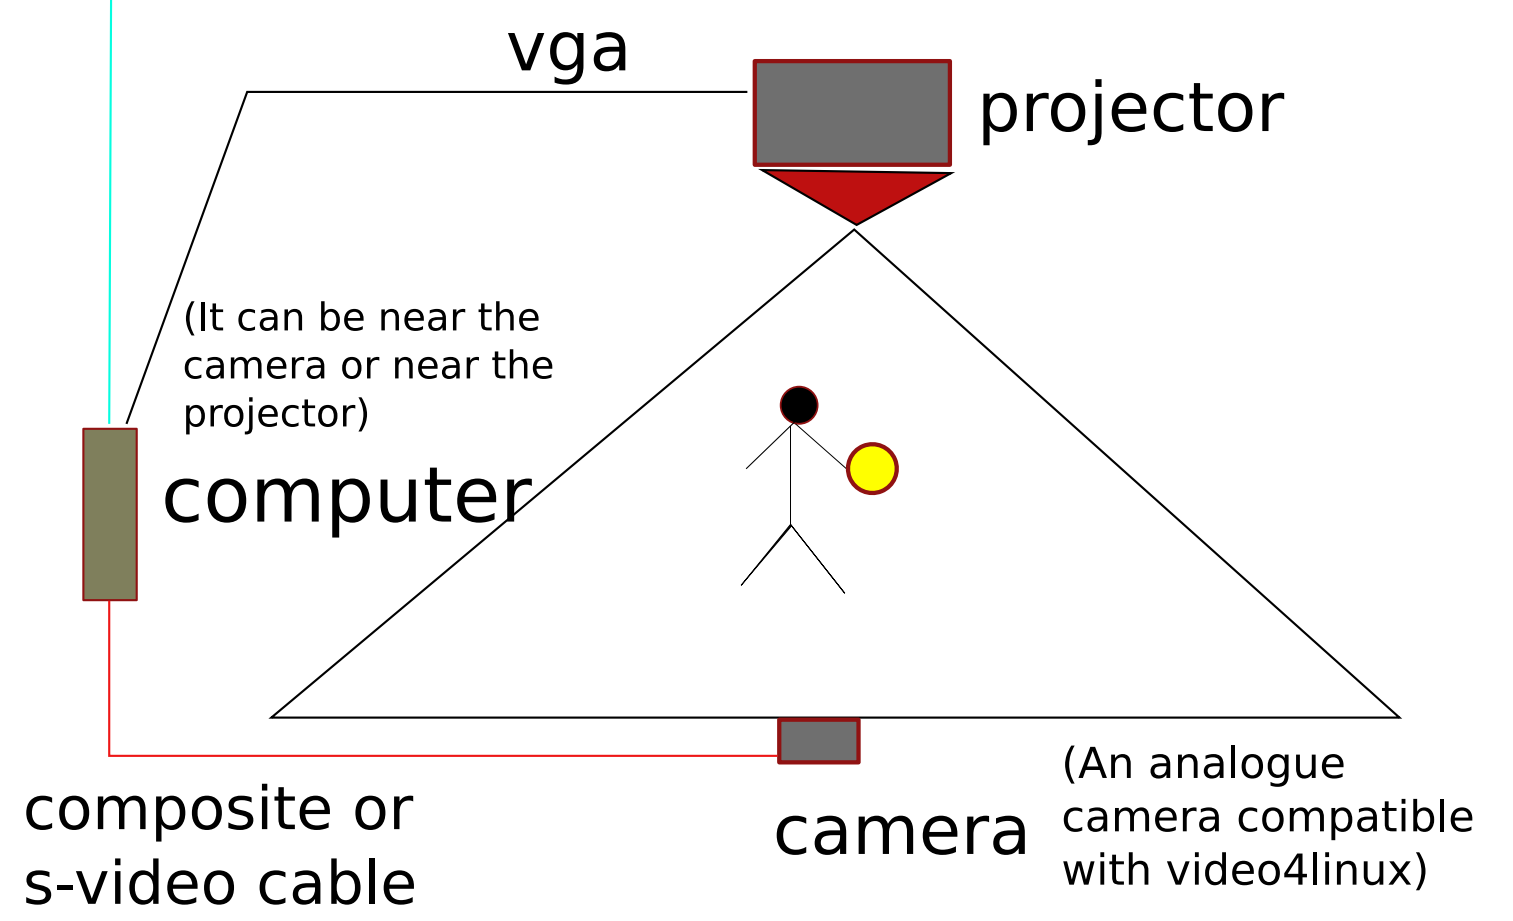 vga
projector
(It can be near the
camera or near the
projector)
computer
composite or
s-video cable
camera
(An analogue
camera compatible
with video4linux)